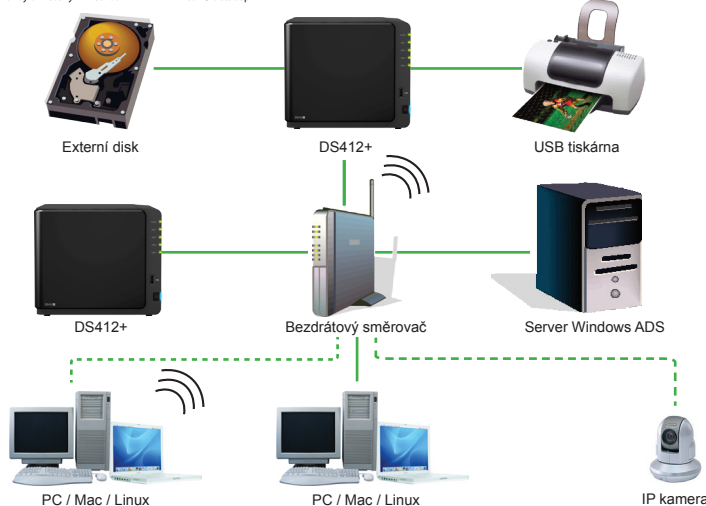 Externí disk
DS412+
USB tiskárna
DS412+
Bezdrátový směrovač
Server Windows ADS
PC / Mac / Linux
PC / Mac / Linux
IP kamera